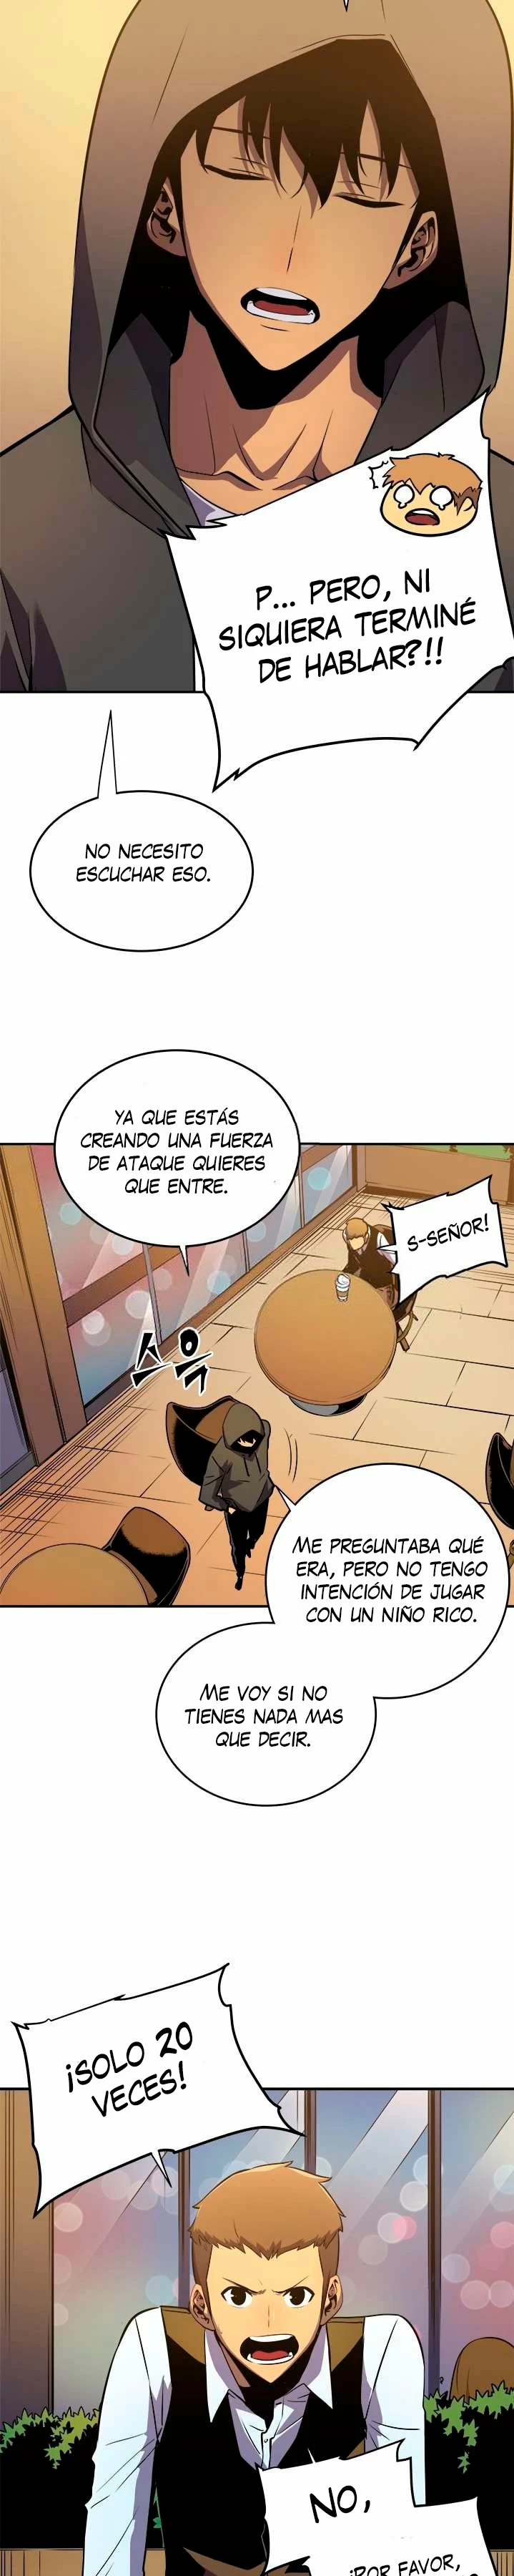 P... PERO, NI
SIQUIERA TERMINÉ
DE HABLAR?!!
NO NECESITO
ESCUCHAR ESO.
YA QUE ESTÁS
CREANDO UNA FUERZA
DE ATAQUE QUIERES
QUE ENTRE.
S-SEÑOR!
스윽
ME PREGUNTABA QUÉ
ERA, PERO NO TENGO
INTENCIÓN DE JUGAR
CON UN NIÑO RICO.
ME VOY SI NO
TIENES NADA MAS
QUE DECIR.
¡SOLO 20
VECES!
NO,
¡POR FAVOR,